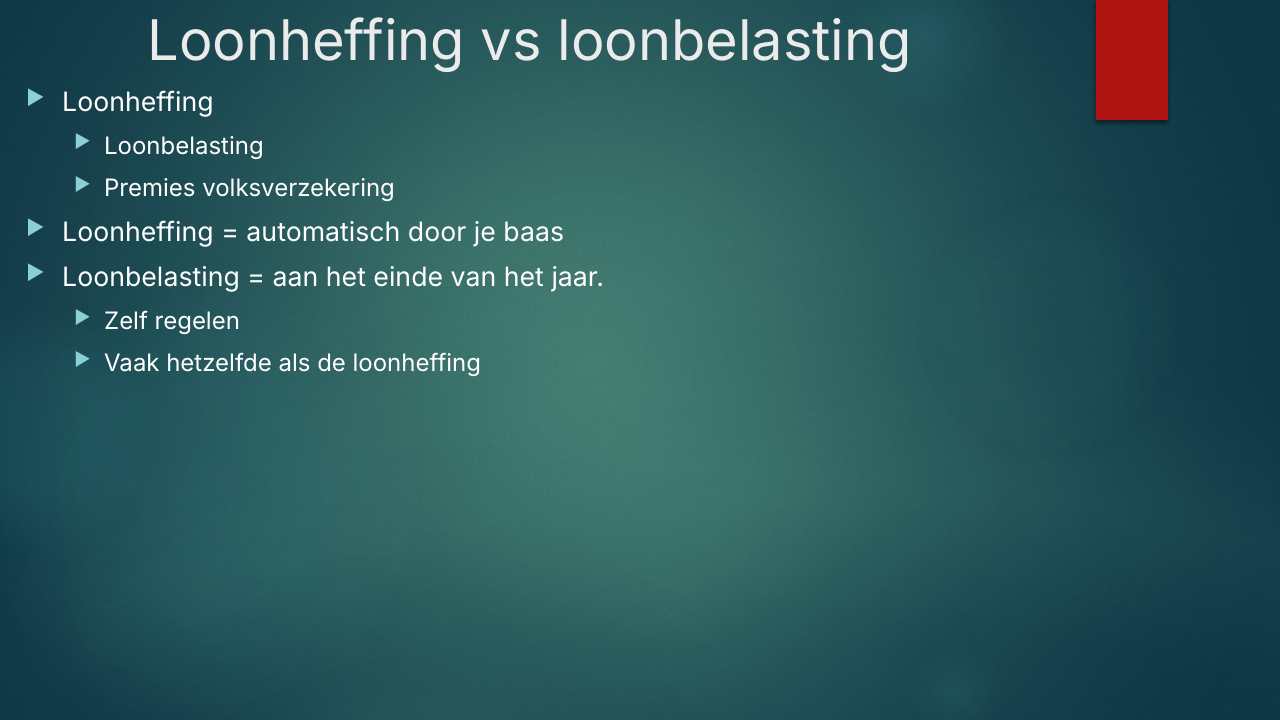 Loonheffing vs loonbelasting
Loonheffing
Loonbelasting
Premies volksverzekering
Loonheffing = automatisch door je baas
Loonbelasting = aan het einde van het jaar.
Zelf regelen
Vaak hetzelfde als de loonheffing